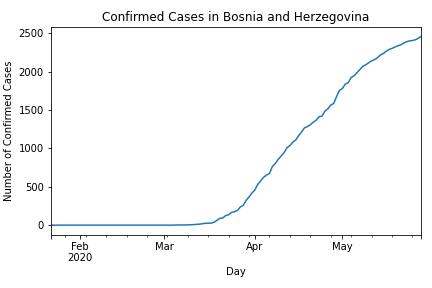 Confirmed Cases in Bosnia and Herzegovina
2500
2000
1500
1000
500
0
Number of Confirmed Cases
Feb
2020
Mar
Apr
May
Day